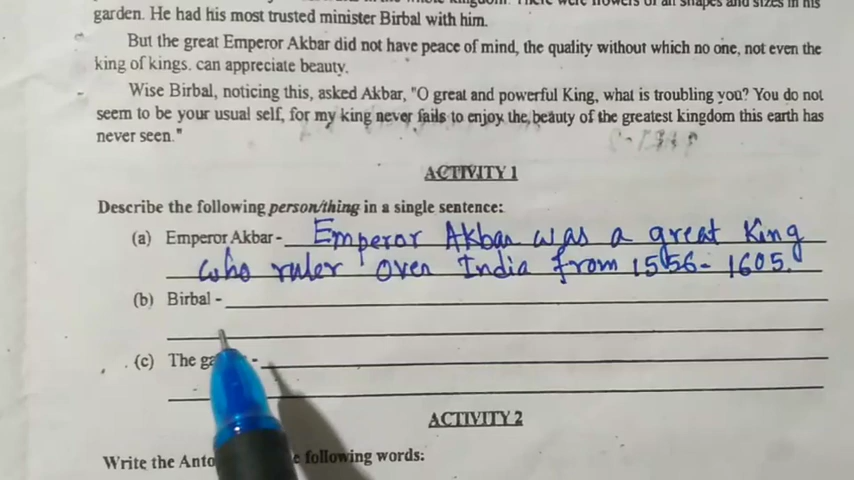 garden. He had his most trusted minister Birbal with him.
But the great Emperor Akbar did not have peace of mind, the quality without which no one, not even the
king of kings. can appreciate beauty.
Wise Birbal, noticing this, asked Akbar, "O great and powerful King, what is troubling you? You do not
seem to be your usual self, for my king never fails to enjoy the beauty of the greatest kingdom this earth has
never seen."
ACTIVITY 1
Describe the following person/thing in a single sentence:
(a) Emperor Akbar - Emperor Akbar was a great King
who ruler over India from 1556- 1605.
(b) Birbal -
(c) The
ACTIVITY 2
Write the following words: